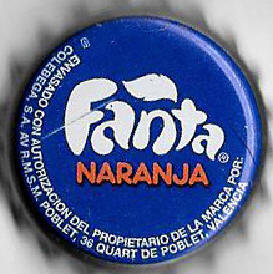 Fanta®
NARANJA
ENVASADO CON AUTORIZACION DEL PROPIETARIO DE LA MARCA POR:
COLEBEGA, S.A. AV R.M.S.M. POBLET, 36 QUART DE POBLET, VALENCIA